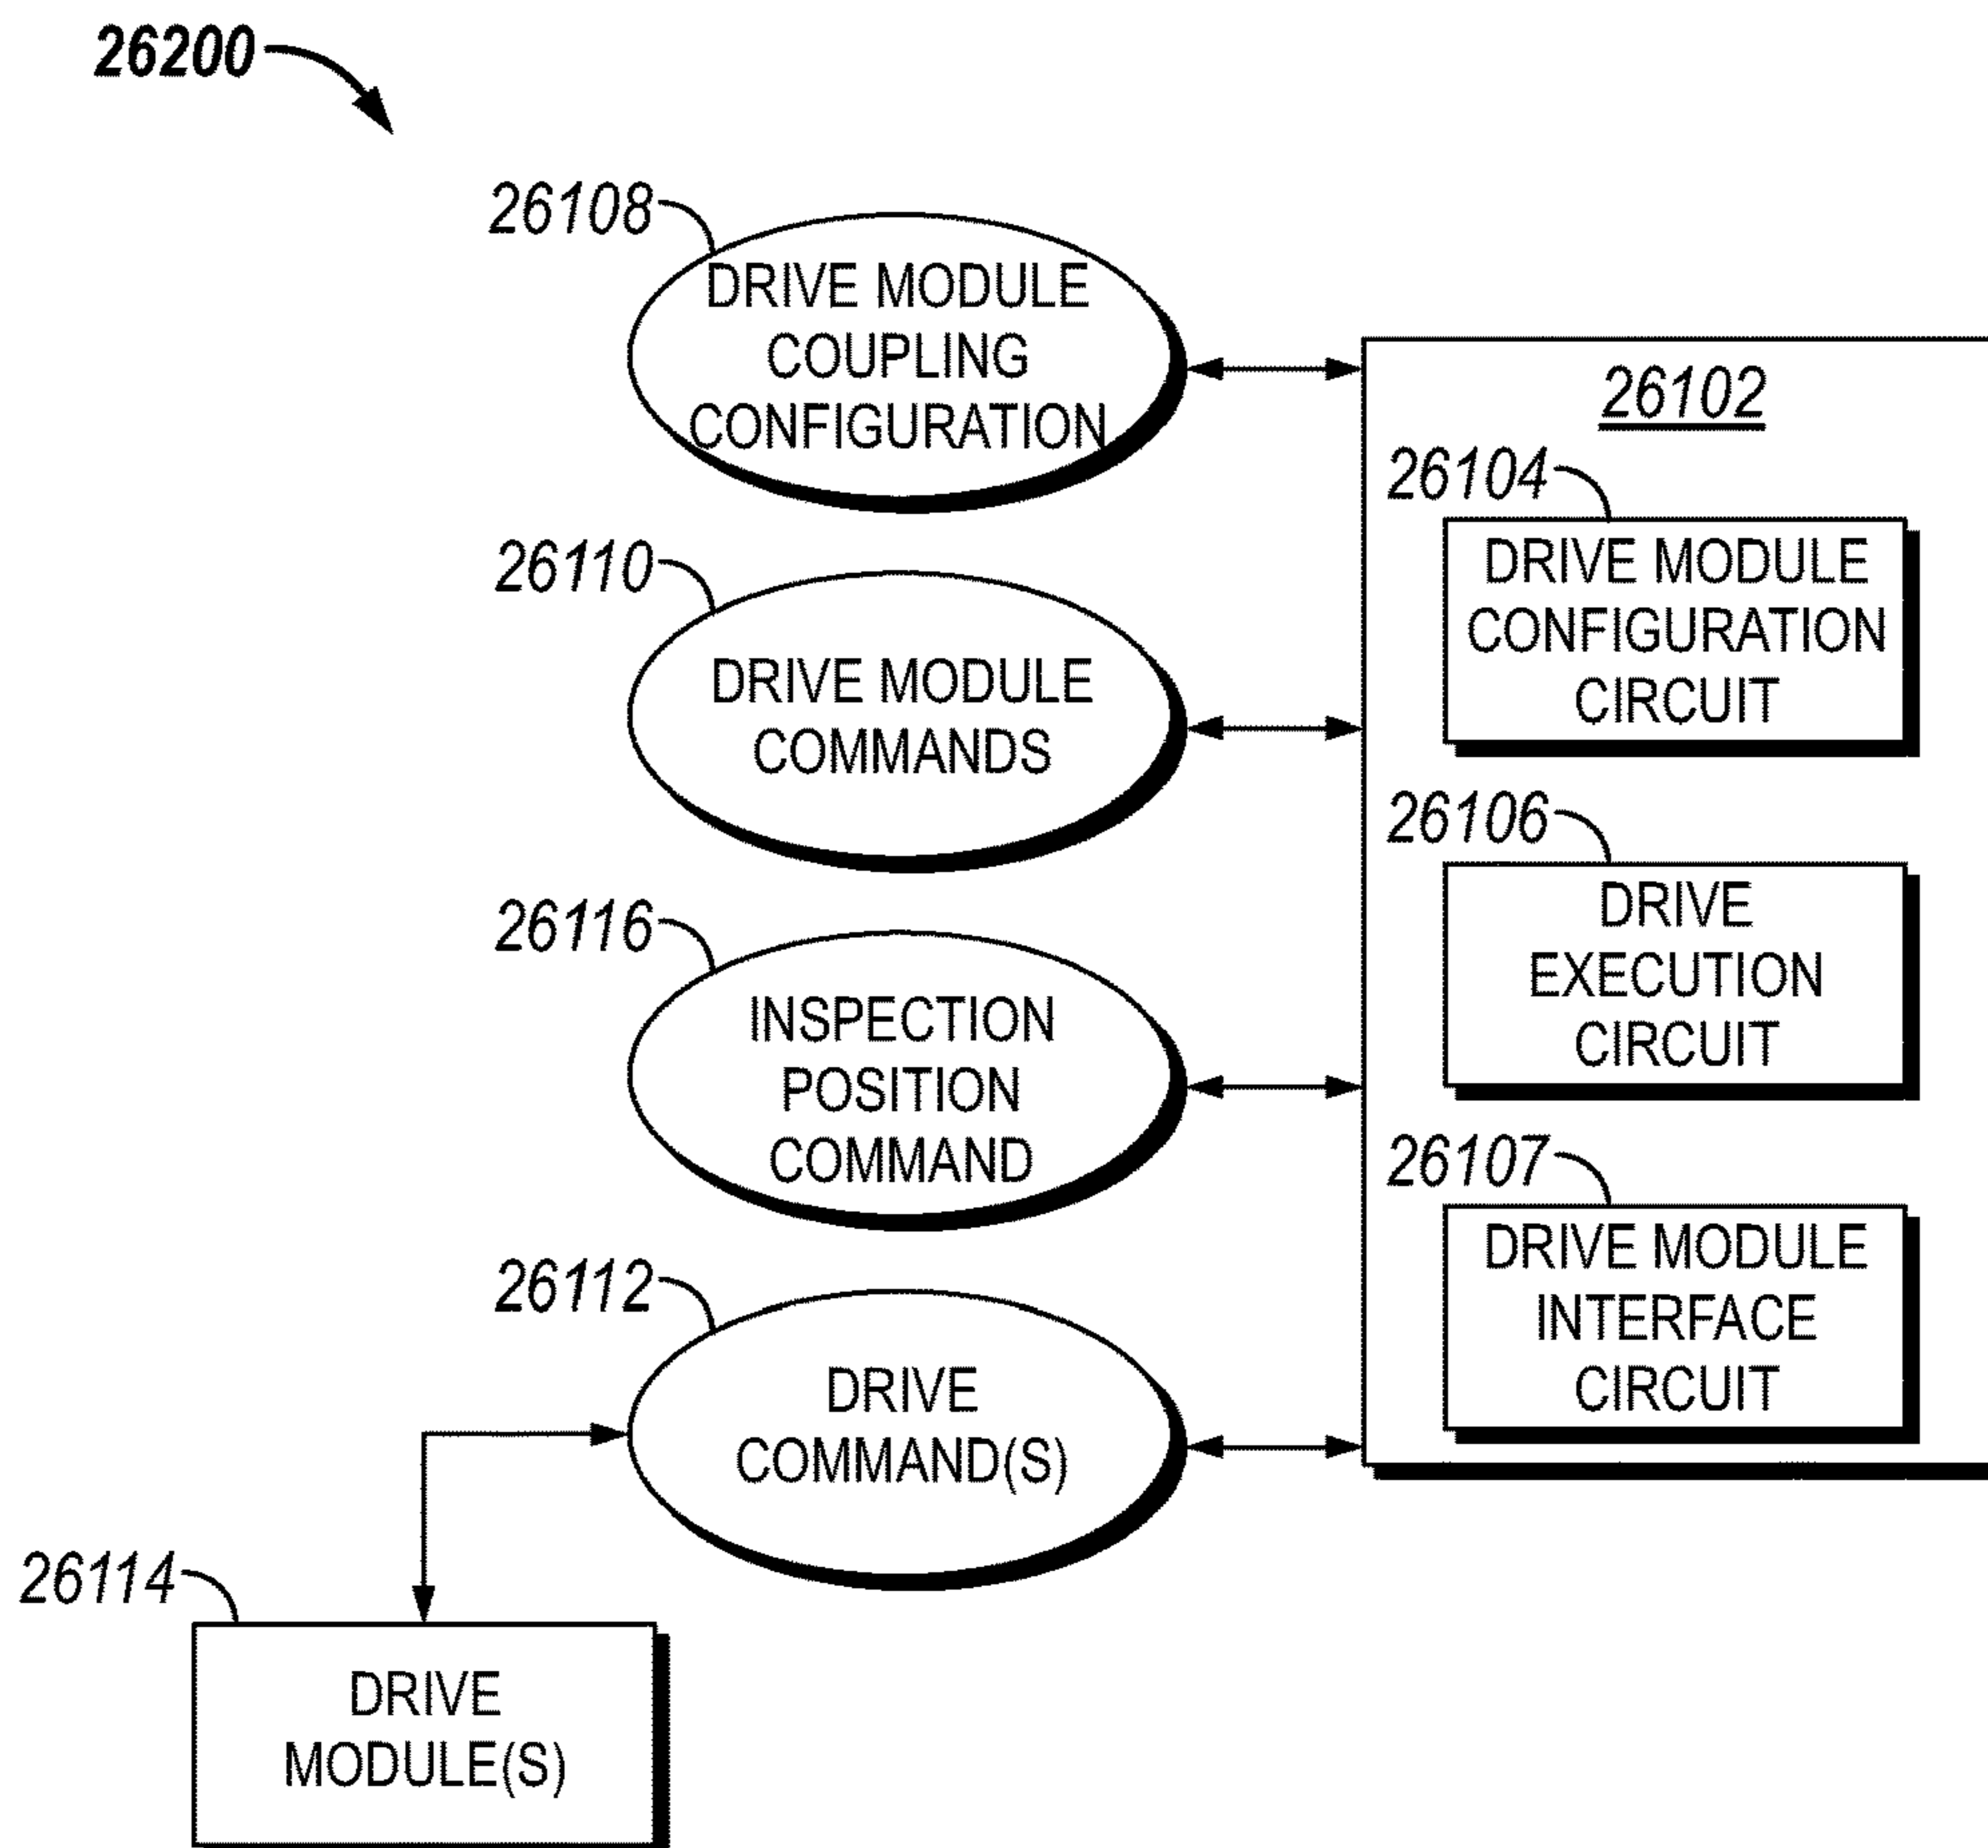 26200
26108
DRIVE MODULE
COUPLING
CONFIGURATION
26110
DRIVE MODULE
COMMANDS
26116
INSPECTION
POSITION
COMMAND
26112
DRIVE
COMMAND(S)
26114
DRIVE
MODULE(S)
26102
26104
DRIVE MODULE
CONFIGURATION
CIRCUIT
26106
DRIVE
EXECUTION
CIRCUIT
26107
DRIVE MODULE
INTERFACE
CIRCUIT